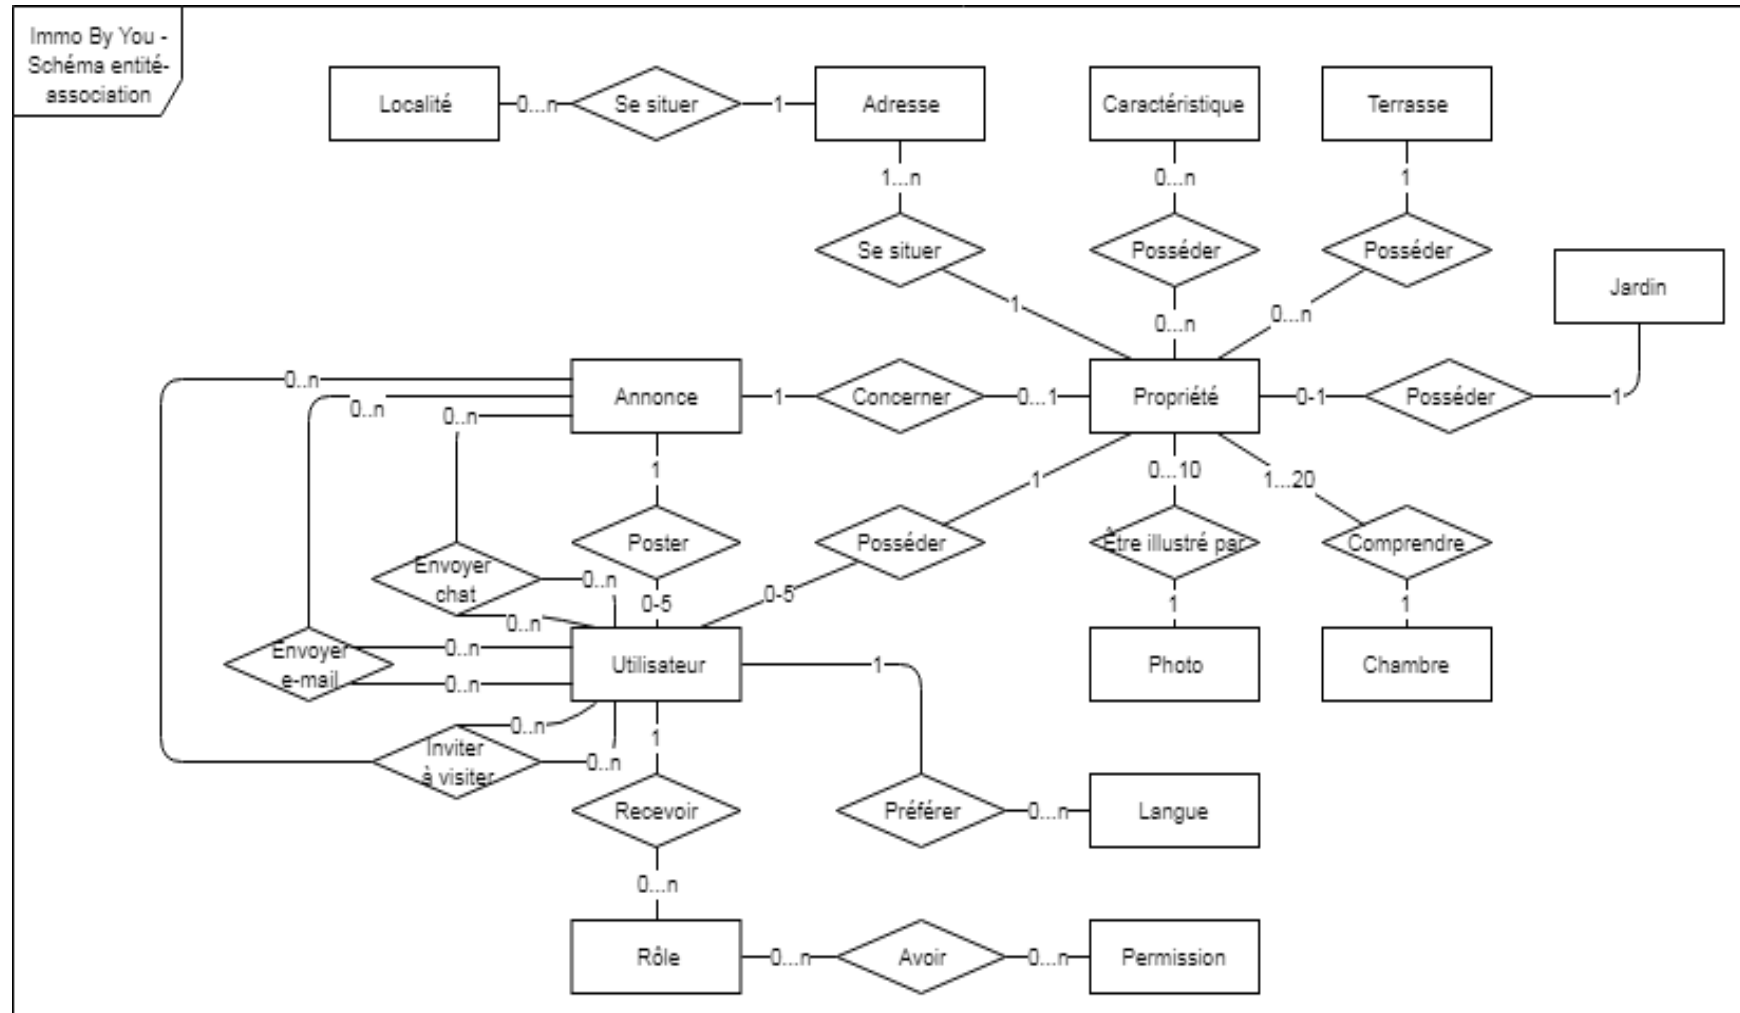 Immo By You -
Schéma entité-
association
Localité
0...n
Se situer
1
Adresse
Caractéristique
Terrasse
1...n
0...n
1
Se situer
Posséder
Posséder
Jardin
1
0...n
0...n
0..n
0..n
0..n
Annonce
1
Concerner
0...1
Propriété
0-1
Posséder
1
1
1
0...10
1...20
Poster
Posséder
Être illustré par
Comprendre
Envoyer
chat
0..n
0..n
0-5
0-5
1
1
Envoyer
e-mail
0..n
0..n
Utilisateur
1
Photo
Chambre
0..n
0..n
1
Inviter
à visiter
Recevoir
Préférer
0...n
Langue
0...n
Rôle
0...n
Avoir
0...n
Permission